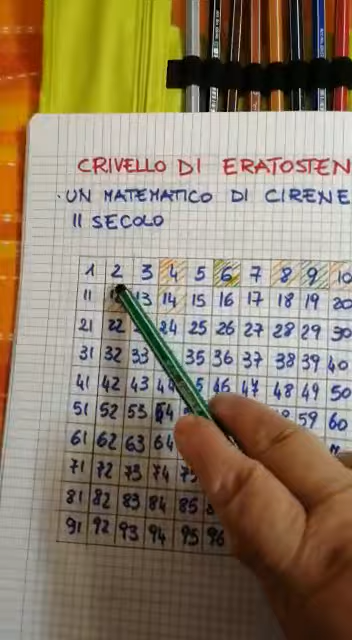 CRIVELLO DI ERATOSTEN
· UN MATEMATICO DI CIRENE
II SECOLO
1 2 3 4 5 6 7 8 9 10
11 12 13 14 15 16 17 18 19 20
21 22 23 24 25 26 27 28 29 30
31 32 33 35 36 37 38 39 40
41 42 43 46 47 48 49 50
51 52 53 54 59 60
61 62 63 64
71 72 73 74
81 82 83 84 85
91 92 93 94 95 96